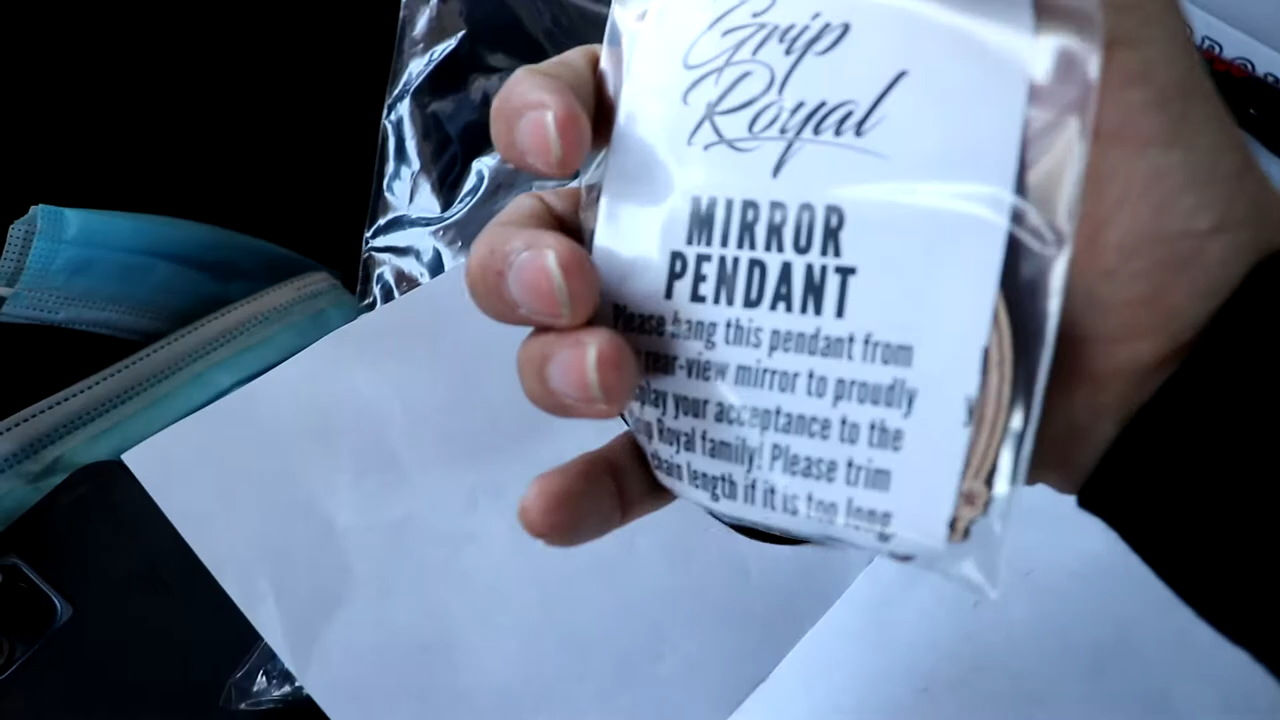 Grip
Royal
MIRROR
PENDANT
Please hang this pendant from
rear-view mirror to proudly
your acceptance to the
Royal family! Please trim
chain length if it is too long